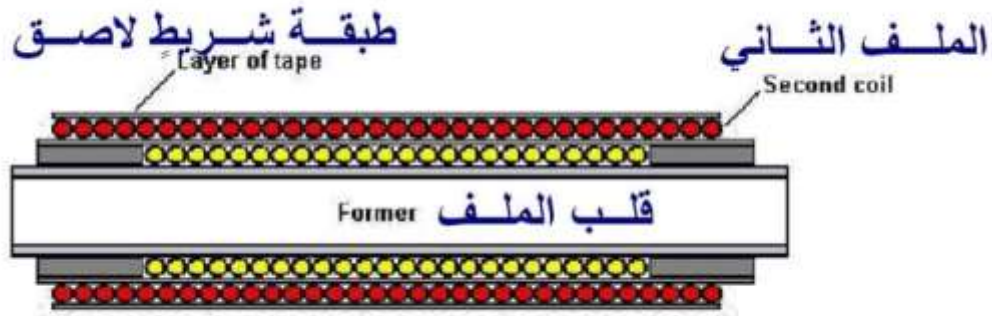 طبقة شريط لاصق
Layer of tape
الملف الثاني
Second coil
Former قلب الملف